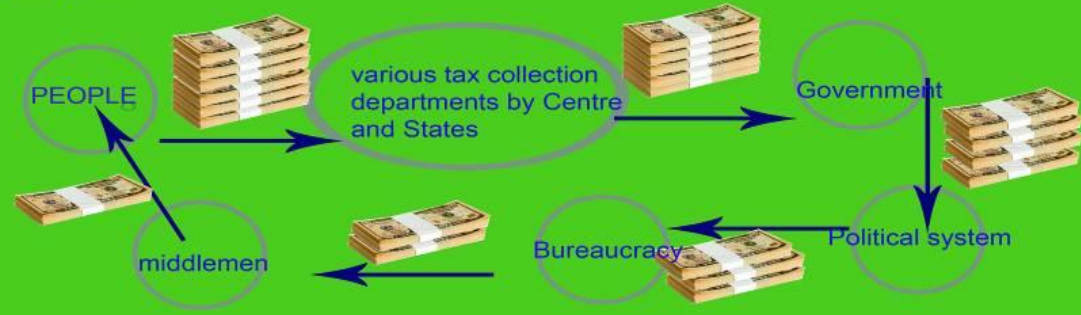 PEOPLE
various tax collection
departments by Centre
and States
Government
Political system
Bureaucracy
middlemen